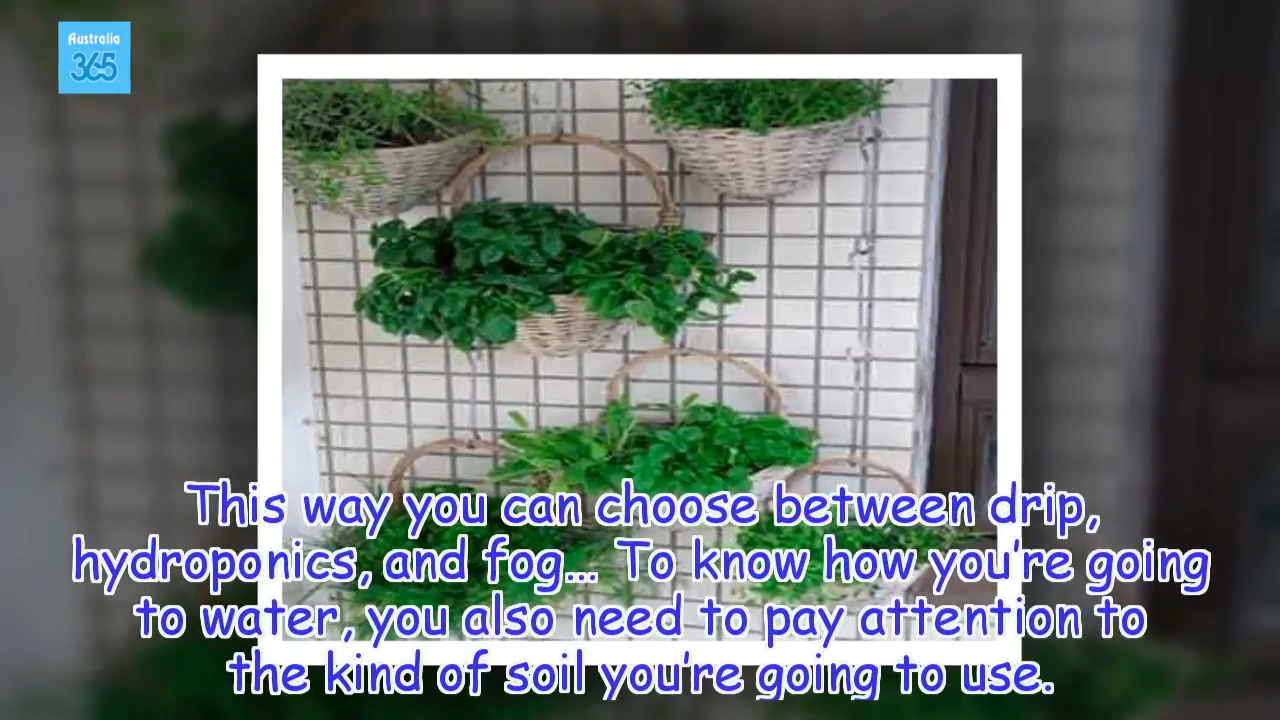 Australia
365
This way you can choose between drip,
hydroponics, and fog... To know how you're going
to water, you also need to pay attention to
the kind of soil you're going to use.